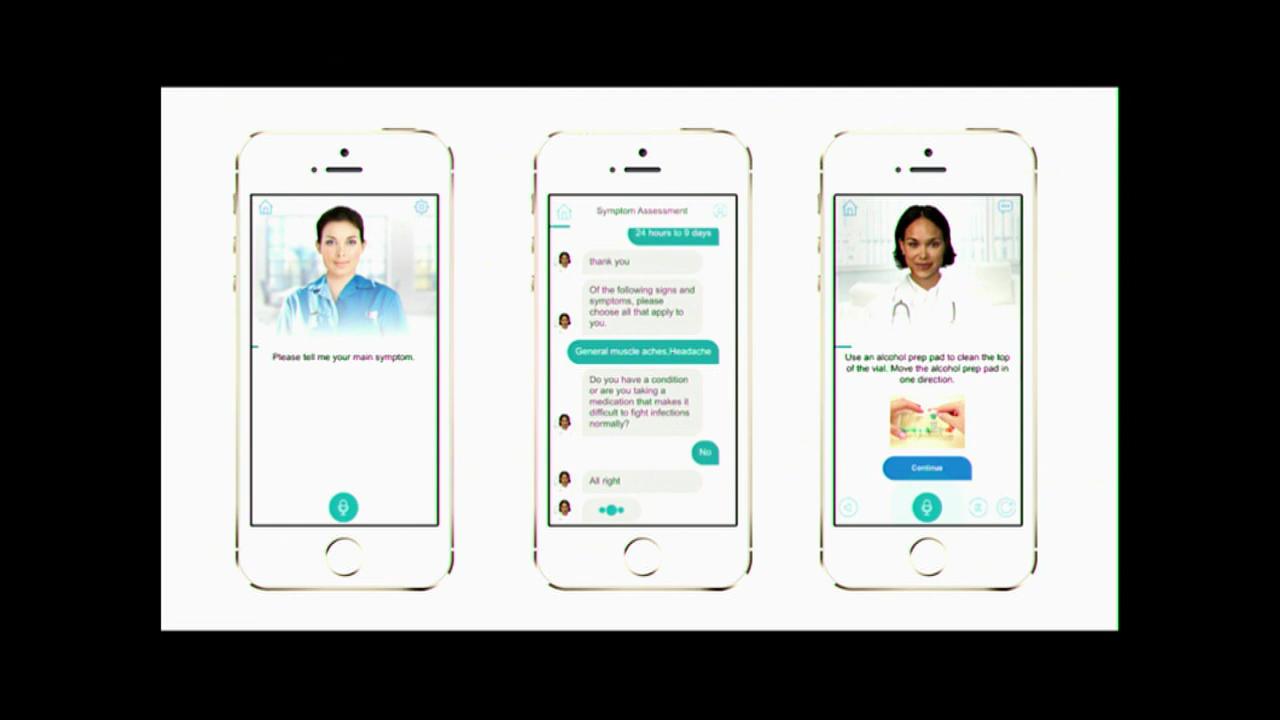 Please tell me your main symptom.
Symptom Assessment
24 hours to 9 days
thank you
Of the following signs and
symptoms, please
choose all that apply to
you.
General muscle aches,Headache
Do you have a condition
or are you taking a
medication that makes it
difficult to fight infections
normally?
No
All right
Use an alcohol prep pad to clean the top
of the vial. Move the alcohol prep pad in
one direction.
Continue